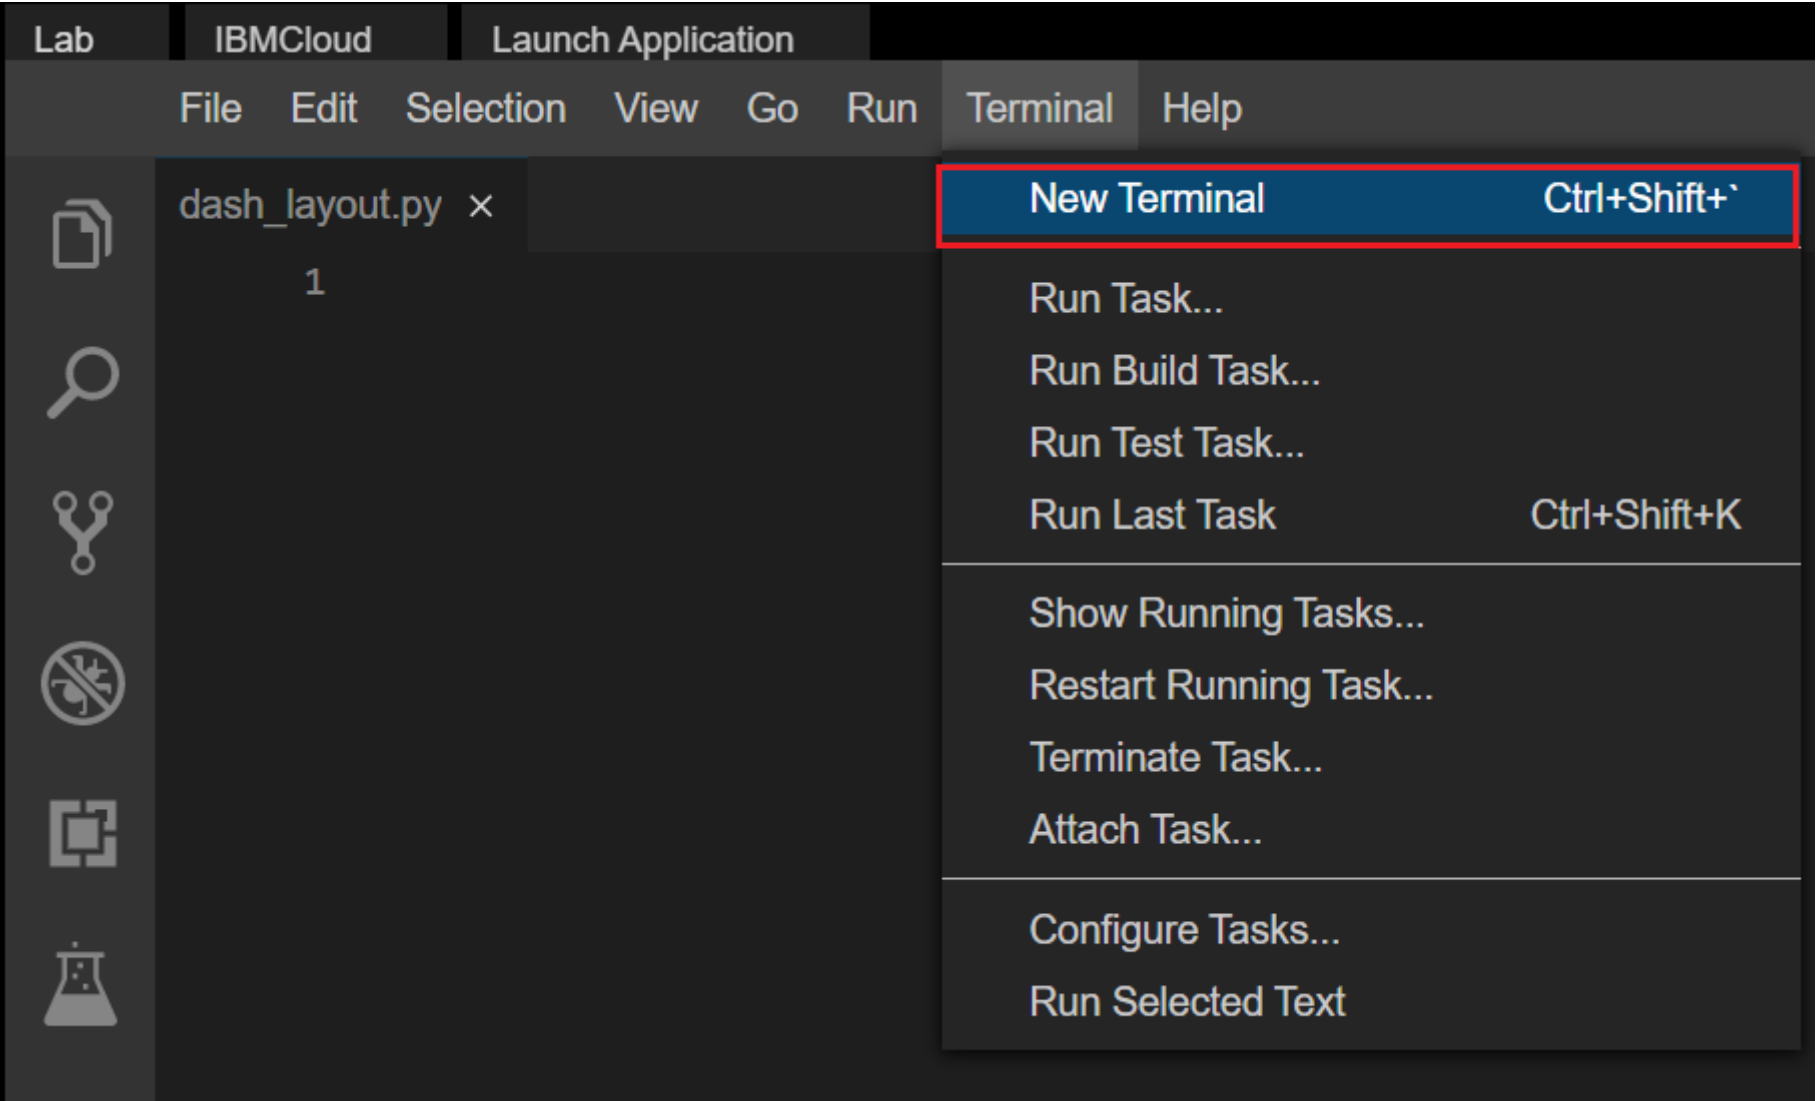 Lab IBMCloud Launch Application
File Edit Selection View Go Run Terminal Help
dash_layout.py ×
1
New Terminal Ctrl+Shift+`
Run Task...
Run Build Task...
Run Test Task...
Run Last Task Ctrl+Shift+K
Show Running Tasks...
Restart Running Task...
Terminate Task...
Attach Task...
Configure Tasks...
Run Selected Text